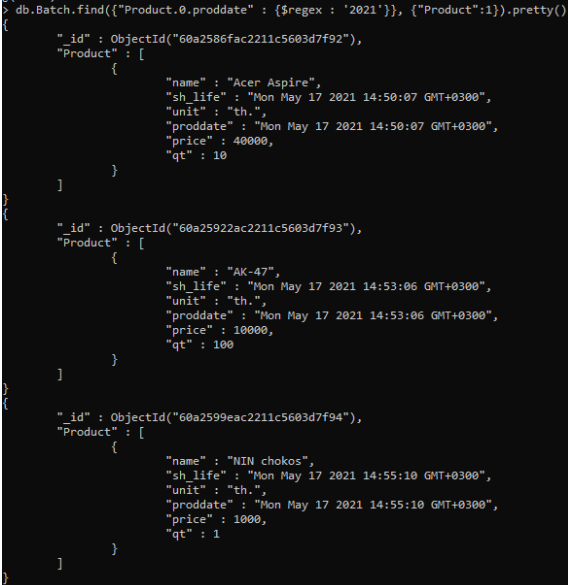 > db.Batch.find({"Product.0.proddate" : {$regex : '2021'}}, {"Product":1}).pretty()
{
"_id" : ObjectId("60a2586fac2211c5603d7f92"),
"Product" : [
{
"name" : "Acer Aspire",
"sh_life" : "Mon May 17 2021 14:50:07 GMT+0300",
"unit" : "th.",
"proddate" : "Mon May 17 2021 14:50:07 GMT+0300",
"price" : 40000,
"qt" : 10
}
]
}
{
"_id" : ObjectId("60a25922ac2211c5603d7f93"),
"Product" : [
{
"name" : "AK-47",
"sh_life" : "Mon May 17 2021 14:53:06 GMT+0300",
"unit" : "th.",
"proddate" : "Mon May 17 2021 14:53:06 GMT+0300",
"price" : 10000,
"qt" : 100
}
]
}
{
"_id" : ObjectId("60a2599eac2211c5603d7f94"),
"Product" : [
{
"name" : "NIN chokos",
"sh_life" : "Mon May 17 2021 14:55:10 GMT+0300",
"unit" : "th.",
"proddate" : "Mon May 17 2021 14:55:10 GMT+0300",
"price" : 1000,
"qt" : 1
}
]
}